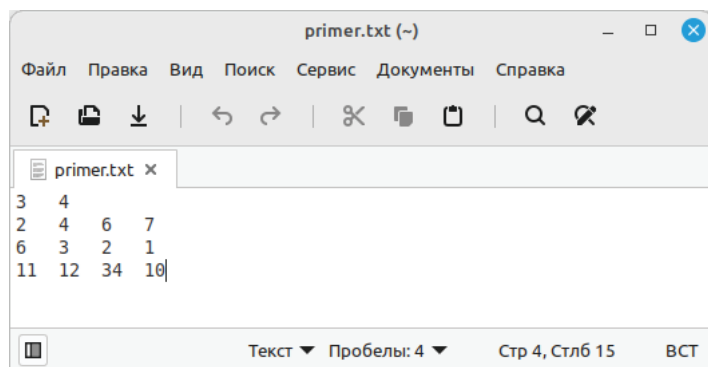 primer.txt (~)
Файл Правка Вид Поиск Сервис Документы Справка
primer.txt
3 4
2 4 6 7
6 3 2 1
11 12 34 10
Текст Пробелы: 4 Стр 4, Стлб 15 ВСТ